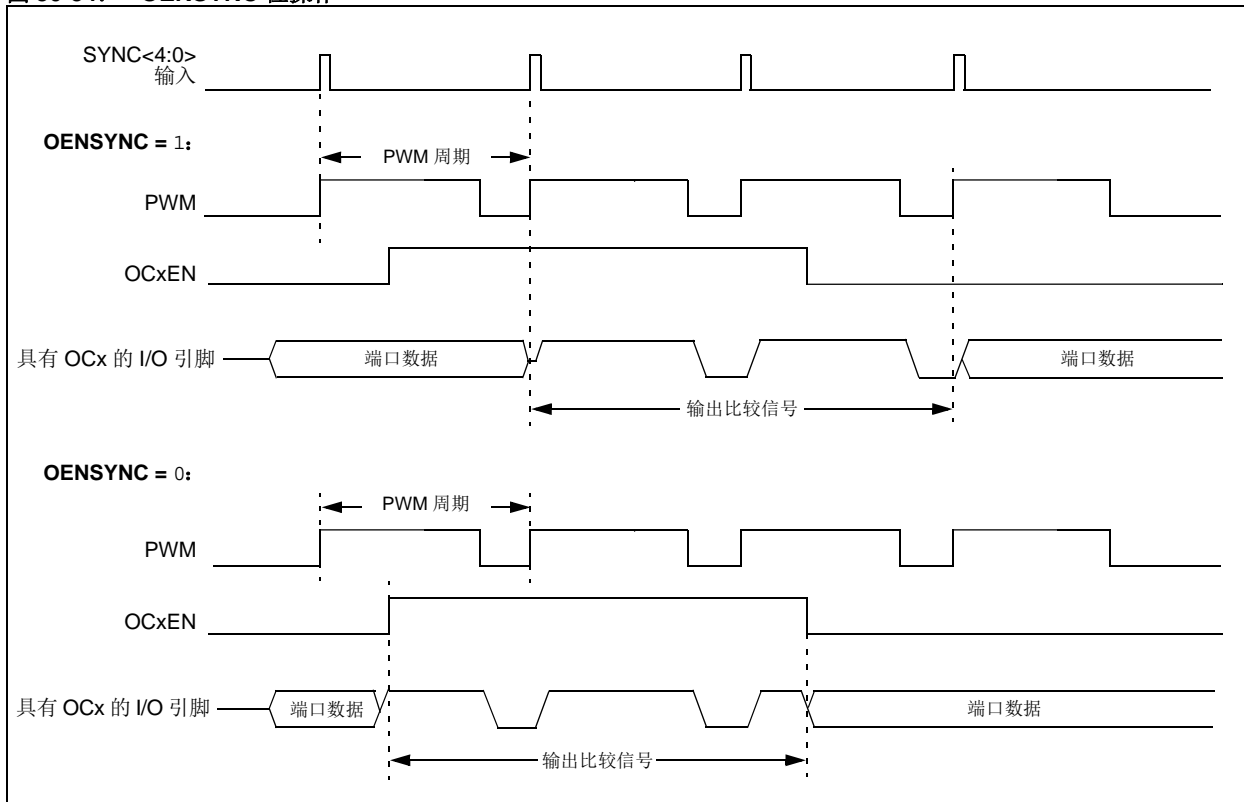 SYNC<4:0>
输入
OENSYNC = 1:
PWM 周期
PWM
OCxEN
具有 OCx 的 I/O 引脚
端口数据
端口数据
输出比较信号
OENSYNC = 0:
PWM 周期
PWM
OCxEN
具有 OCx 的 I/O 引脚
端口数据
端口数据
输出比较信号